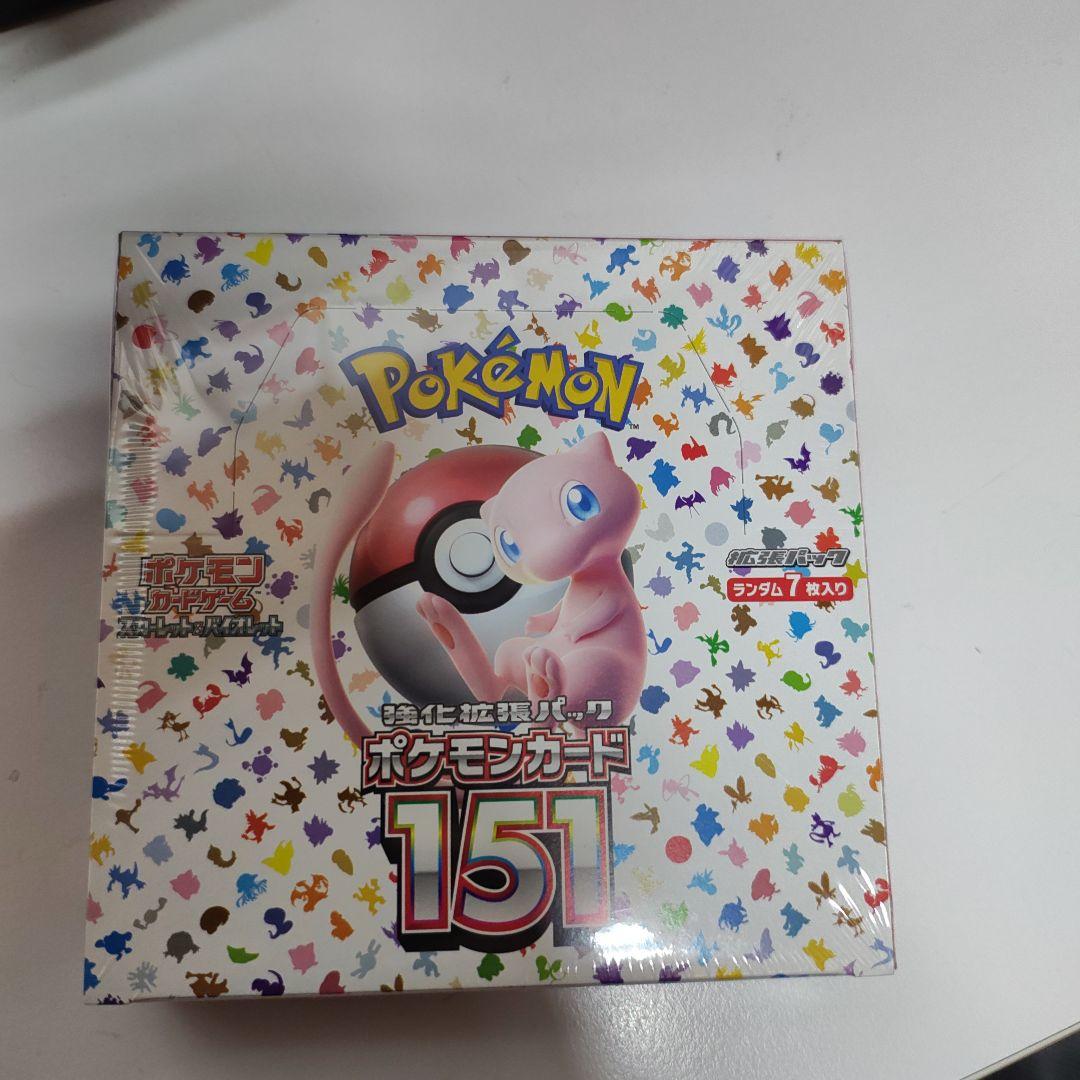 POKéMON
TM
ポケモン
カードゲーム
スカーレット&バイオレット
拡張パック
ランダム7枚入り
強化拡張パック
ポケモンカード
151